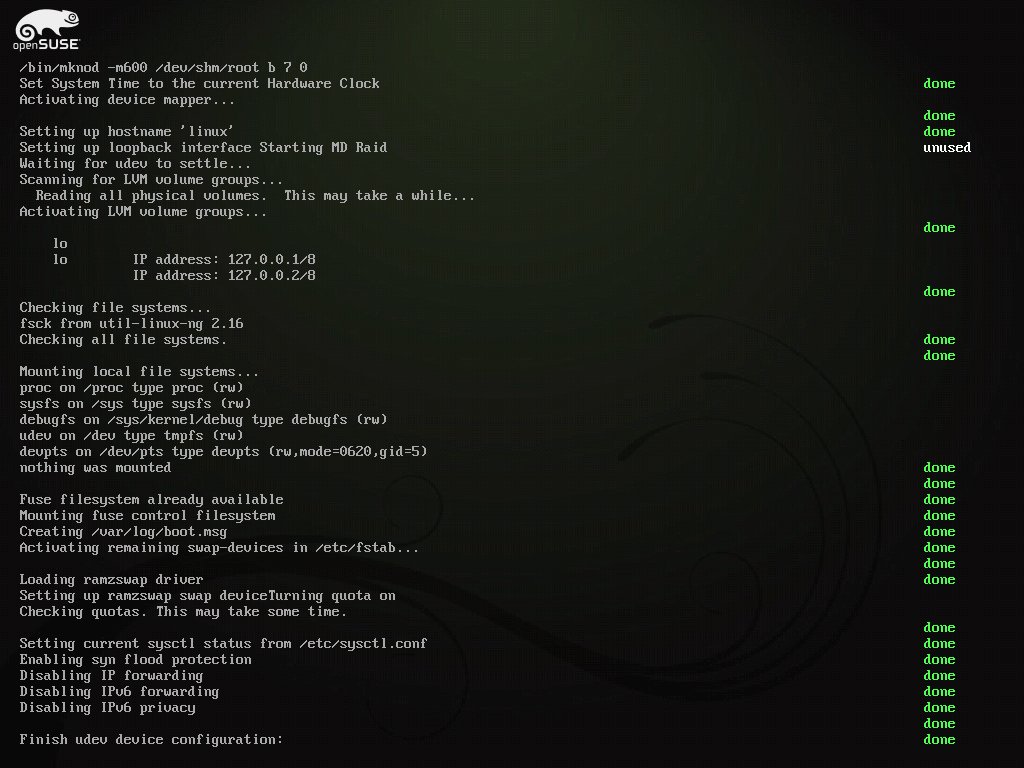 openSUSE
/bin/mknod -m600 /dev/shm/root b 7 0
Set System Time to the current Hardware Clock done
Activating device mapper...
done
Setting up hostname 'linux' done
Setting up loopback interface Starting MD Raid unused
Waiting for udev to settle...
Scanning for LVM volume groups...
Reading all physical volumes. This may take a while...
Activating LVM volume groups...
done
lo
lo IP address: 127.0.0.1/8
IP address: 127.0.0.2/8
done
Checking file systems...
fsck from util-linux-ng 2.16
Checking all file systems. done
done
Mounting local file systems...
proc on /proc type proc (rw)
sysfs on /sys type sysfs (rw)
debugfs on /sys/kernel/debug type debugfs (rw)
udev on /dev type tmpfs (rw)
devpts on /dev/pts type devpts (rw,mode=0620,gid=5)
nothing was mounted done
done
Fuse filesystem already available done
Mounting fuse control filesystem done
Creating /var/log/boot.msg done
Activating remaining swap-devices in /etc/fstab... done
done
Loading ramzswap driver done
Setting up ramzswap swap deviceTurning quota on
Checking quotas. This may take some time.
done
Setting current sysctl status from /etc/sysctl.conf done
Enabling syn flood protection done
Disabling IP forwarding done
Disabling IPv6 forwarding done
Disabling IPv6 privacy done
done
Finish udev device configuration: done